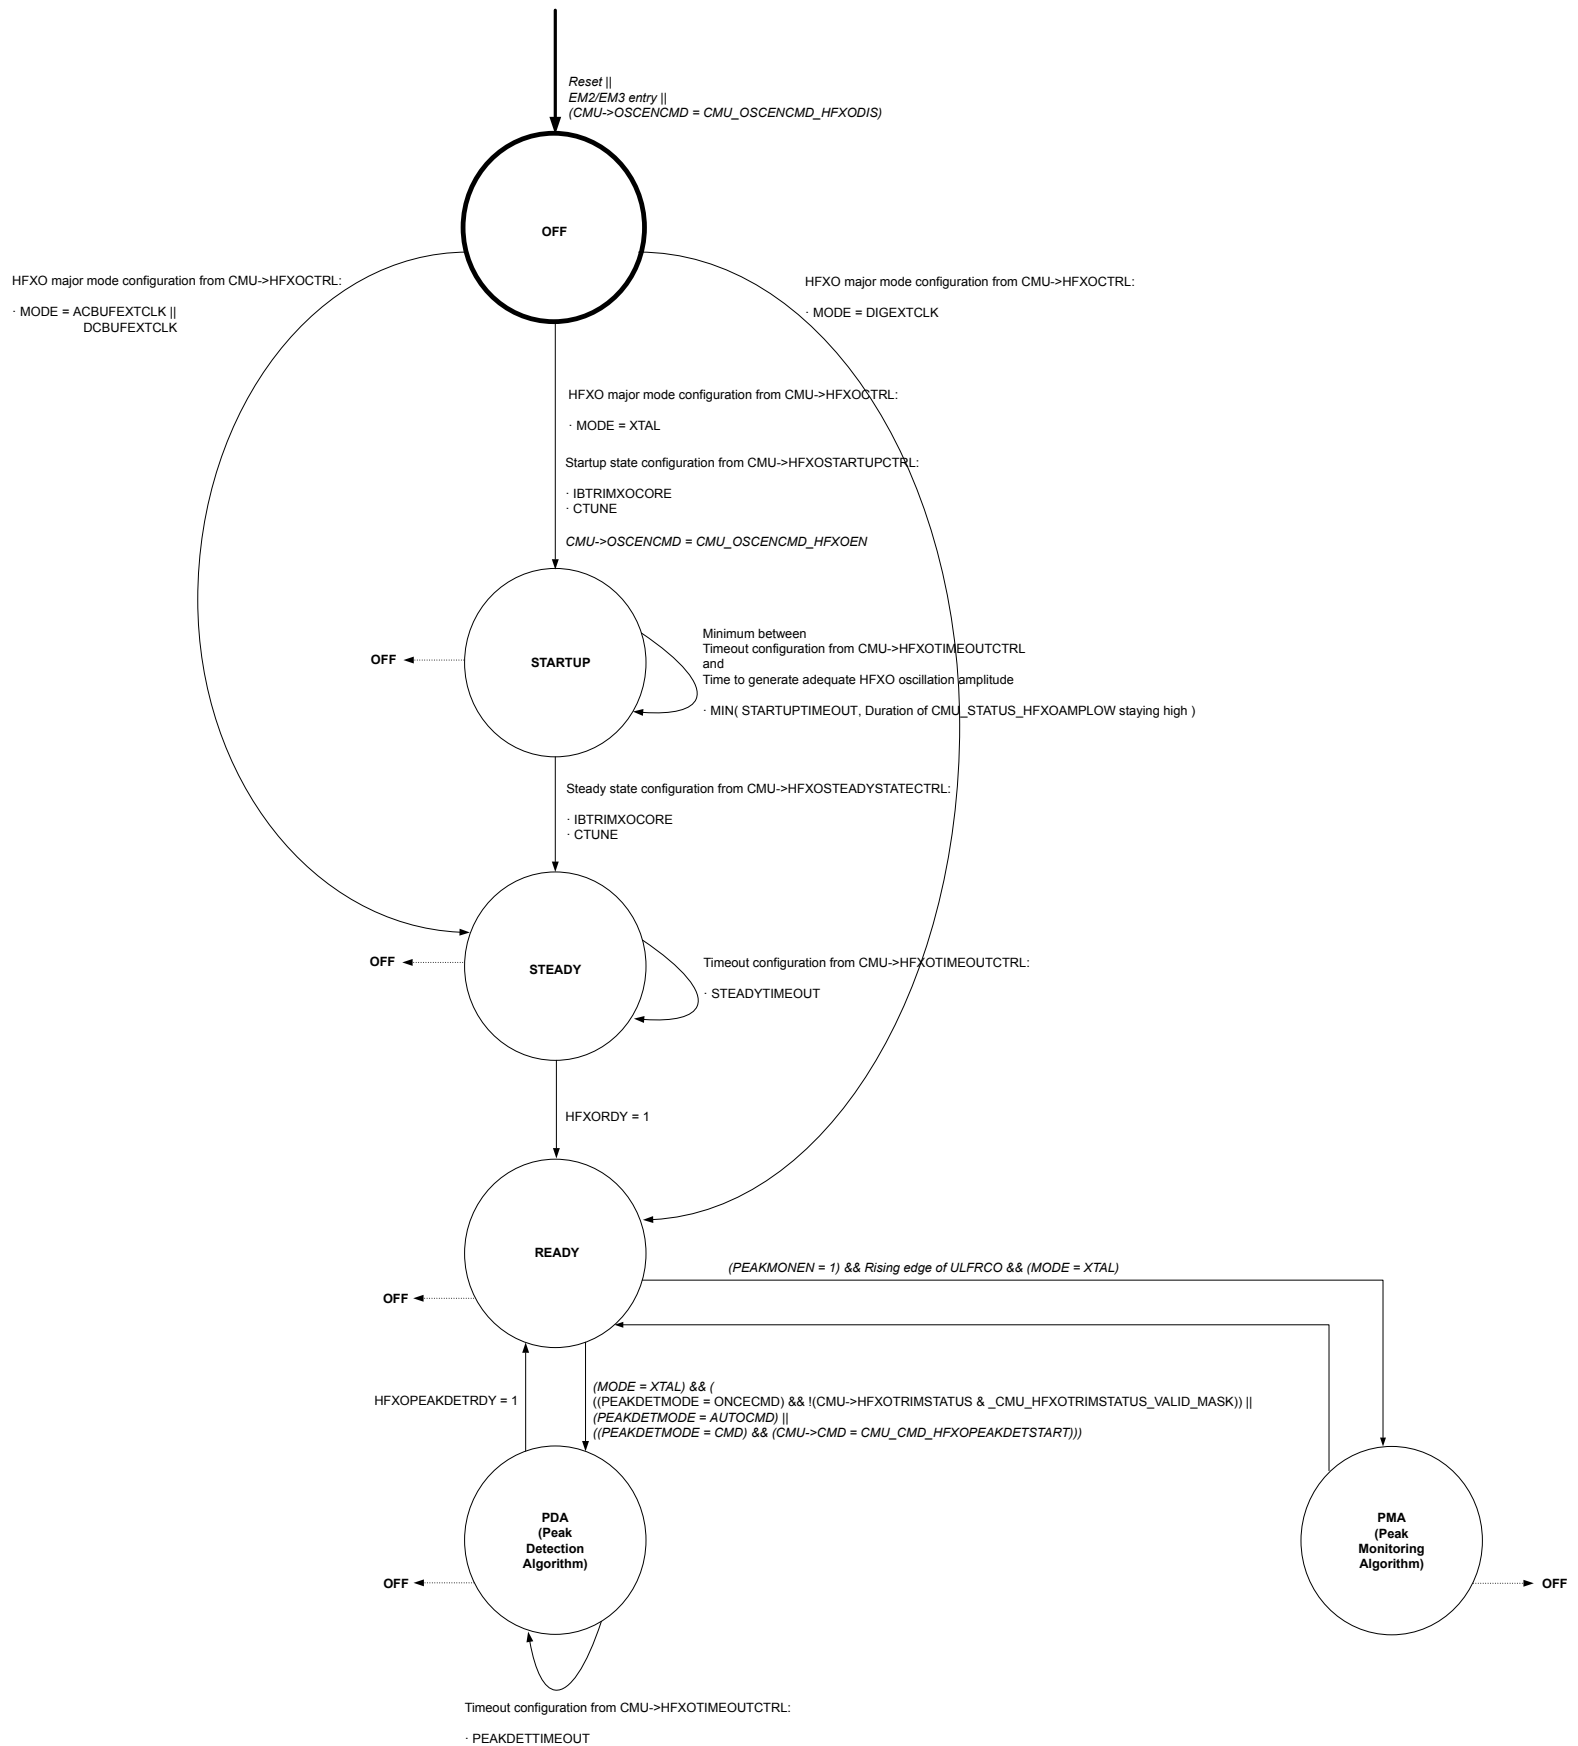 Reset ||
EM2/EM3 entry ||
(CMU->OSCENCMD = CMU_OSCENCMD_HFXODIS)
OFF
HFXO major mode configuration from CMU->HFXOCTRL:
· MODE = ACBUFEXTCLK ||
DCBUFEXTCLK
HFXO major mode configuration from CMU->HFXOCTRL:
· MODE = DIGEXTCLK
HFXO major mode configuration from CMU->HFXOCTRL:
· MODE = XTAL
Startup state configuration from CMU->HFXOSTARTUPCTRL:
· IBTRIMXOCORE
· CTUNE
CMU->OSCENCMD = CMU_OSCENCMD_HFXOEN
OFF
STARTUP
Minimum between
Timeout configuration from CMU->HFXOTIMEOUTCTRL
and
Time to generate adequate HFXO oscillation amplitude
· MIN( STARTUPTIMEOUT, Duration of CMU_STATUS_HFXOAMPLOW staying high )
Steady state configuration from CMU->HFXOSTEADYSTATECTRL:
· IBTRIMXOCORE
· CTUNE
OFF
STEADY
Timeout configuration from CMU->HFXOTIMEOUTCTRL:
· STEADYTIMEOUT
HFXORDY = 1
READY
OFF
(PEAKMONEN = 1) && Rising edge of ULFRCO && (MODE = XTAL)
HFXOPEAKDETRDY = 1
(MODE = XTAL) && (
((PEAKDETMODE = ONCECMD) && !(CMU->HFXOTRIMSTATUS & _CMU_HFXOTRIMSTATUS_VALID_MASK)) ||
(PEAKDETMODE = AUTOCMD) ||
((PEAKDETMODE = CMD) && (CMU->CMD = CMU_CMD_HFXOPEAKDETSTART)))
PDA
(Peak
Detection
Algorithm)
OFF
PMA
(Peak
Monitoring
Algorithm)
OFF
Timeout configuration from CMU->HFXOTIMEOUTCTRL:
· PEAKDETTIMEOUT